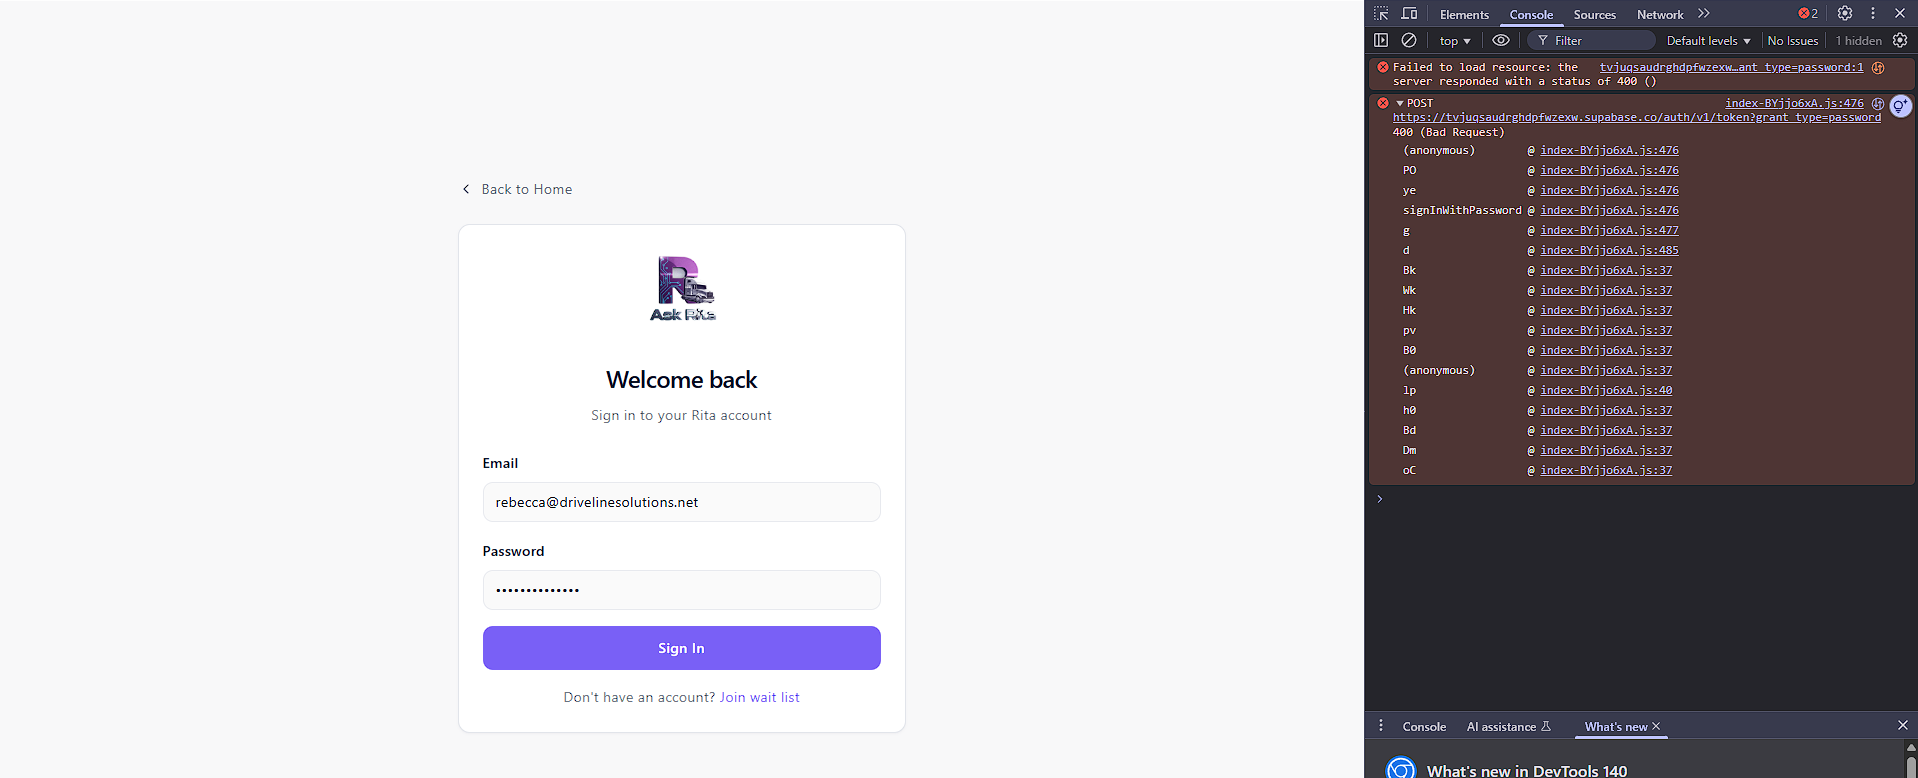 Back to Home
R
Ask Rita
Welcome back
Sign in to your Rita account
Email
rebecca@drivelinesolutions.net
Password
••••••••••••••
Sign In
Don't have an account? Join wait list
Elements Console Sources Network 2
top Filter Default levels No Issues 1 hidden
Failed to load resource: the tvjuqsaudrghdpfwzexw…ant_type=password:1
server responded with a status of 400 ()
POST index-BYjjo6xA.js:476
https://tvjuqsaudrghdpfwzexw.supabase.co/auth/v1/token?grant_type=password
400 (Bad Request)
(anonymous) @ index-BYjjo6xA.js:476
PO @ index-BYjjo6xA.js:476
ye @ index-BYjjo6xA.js:476
signInWithPassword @ index-BYjjo6xA.js:476
g @ index-BYjjo6xA.js:477
d @ index-BYjjo6xA.js:485
Bk @ index-BYjjo6xA.js:37
Wk @ index-BYjjo6xA.js:37
Hk @ index-BYjjo6xA.js:37
pv @ index-BYjjo6xA.js:37
B0 @ index-BYjjo6xA.js:37
(anonymous) @ index-BYjjo6xA.js:37
lp @ index-BYjjo6xA.js:40
h0 @ index-BYjjo6xA.js:37
Bd @ index-BYjjo6xA.js:37
Dm @ index-BYjjo6xA.js:37
oC @ index-BYjjo6xA.js:37
Console AI assistance What's new
What's new in DevTools 140